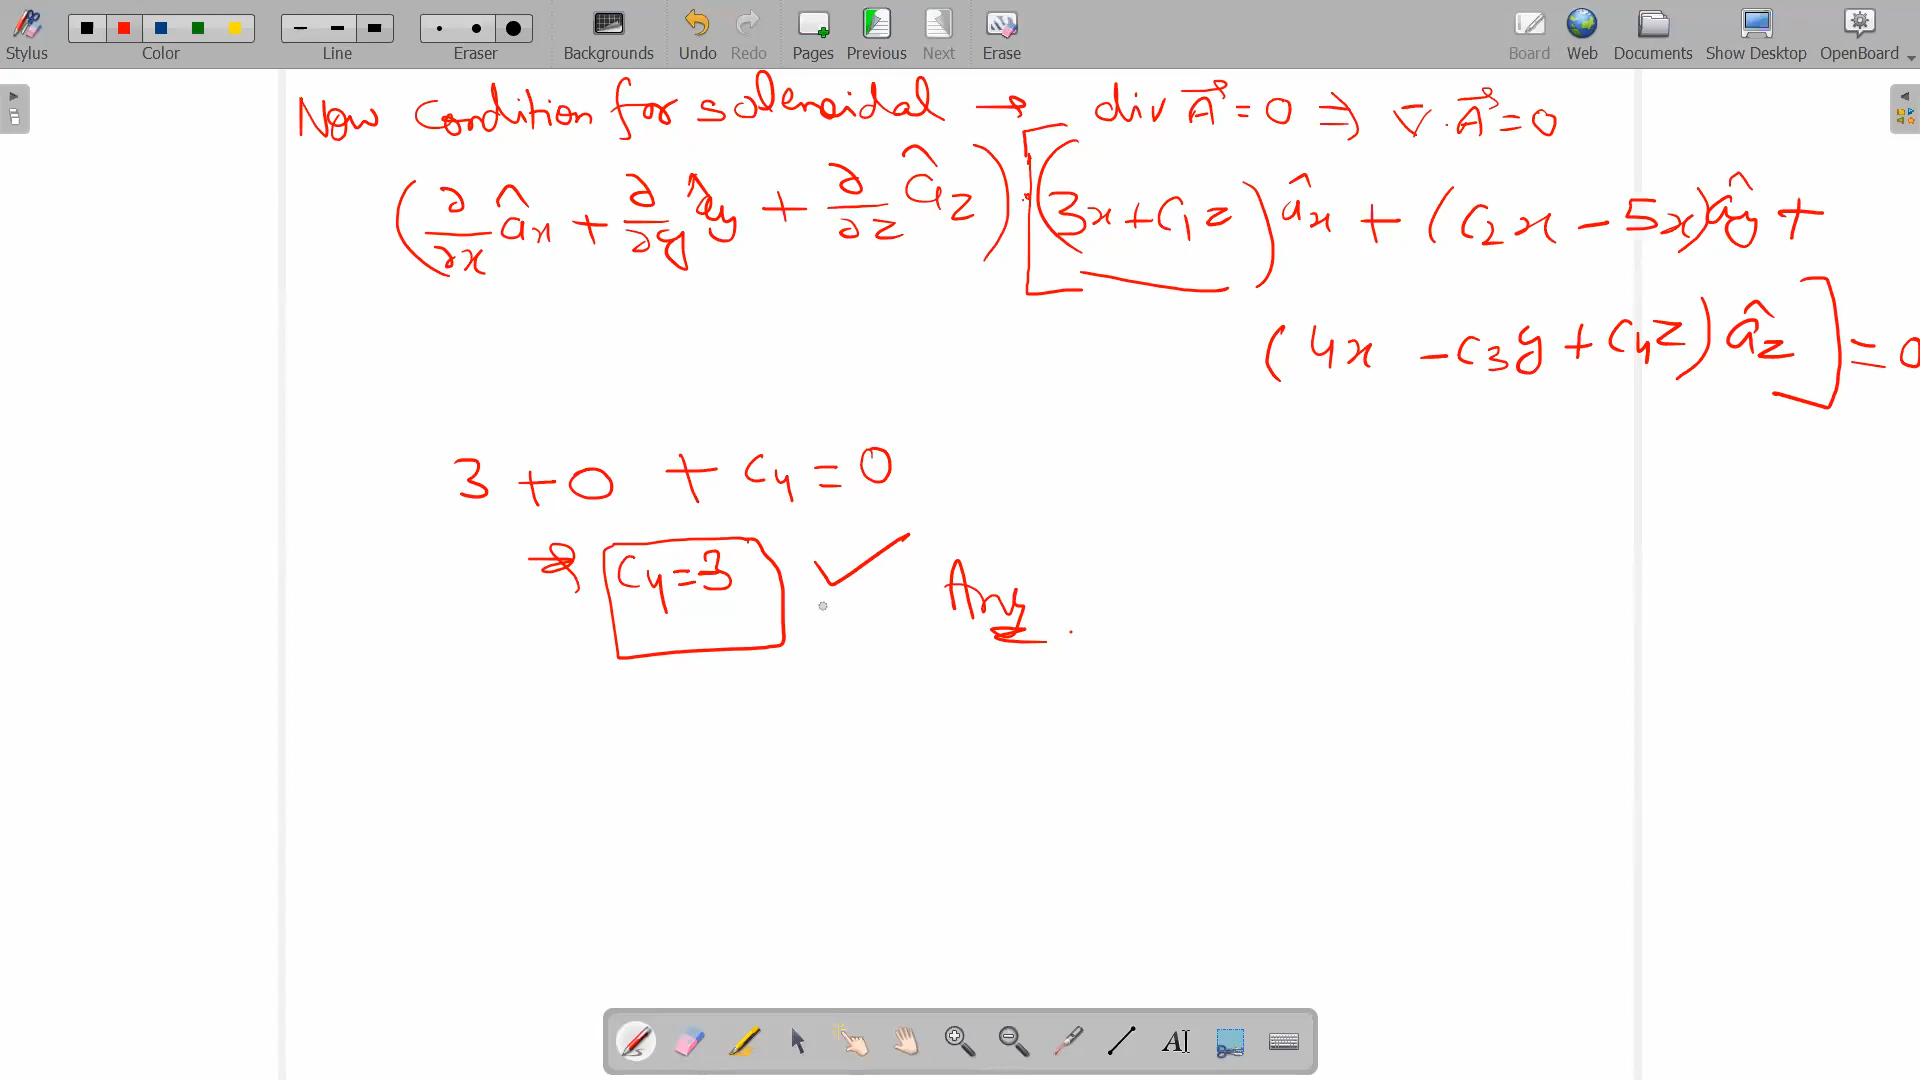 Stylus Color Line Eraser Backgrounds Undo Redo Pages Previous Next Erase Board Web Documents Show Desktop OpenBoard
Now Condition for solenoidal → div A⃗ = 0 ⇒ ∇ . A⃗ = 0
(∂/∂x âx + ∂/∂y ây + ∂/∂z âz) . [(3x + c₁z) âx + (c₂x - 5x) ây +
(4x - c₃y + c₄z) âz] = 0
3 + 0 + c₄ = 0
⇒ c₄ = 3 ✓ Ans.
AI